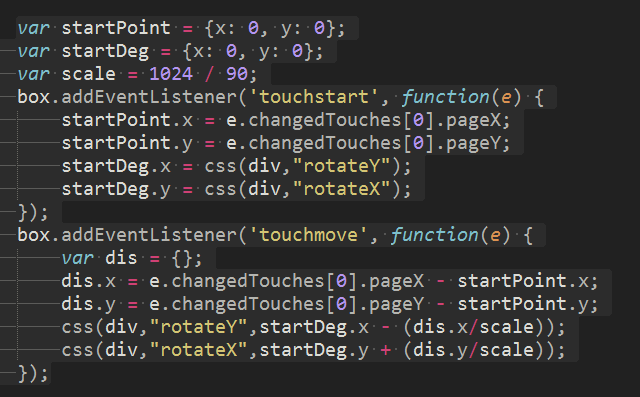 var startPoint = {x: 0, y: 0};
var startDeg = {x: 0, y: 0};
var scale = 1024 / 90;
box.addEventListener('touchstart', function(e) {
    startPoint.x = e.changedTouches[0].pageX;
    startPoint.y = e.changedTouches[0].pageY;
    startDeg.x = css(div,"rotateY");
    startDeg.y = css(div,"rotateX");
});
box.addEventListener('touchmove', function(e) {
    var dis = {};
    dis.x = e.changedTouches[0].pageX - startPoint.x;
    dis.y = e.changedTouches[0].pageY - startPoint.y;
    css(div,"rotateY",startDeg.x - (dis.x/scale));
    css(div,"rotateX",startDeg.y + (dis.y/scale));
});